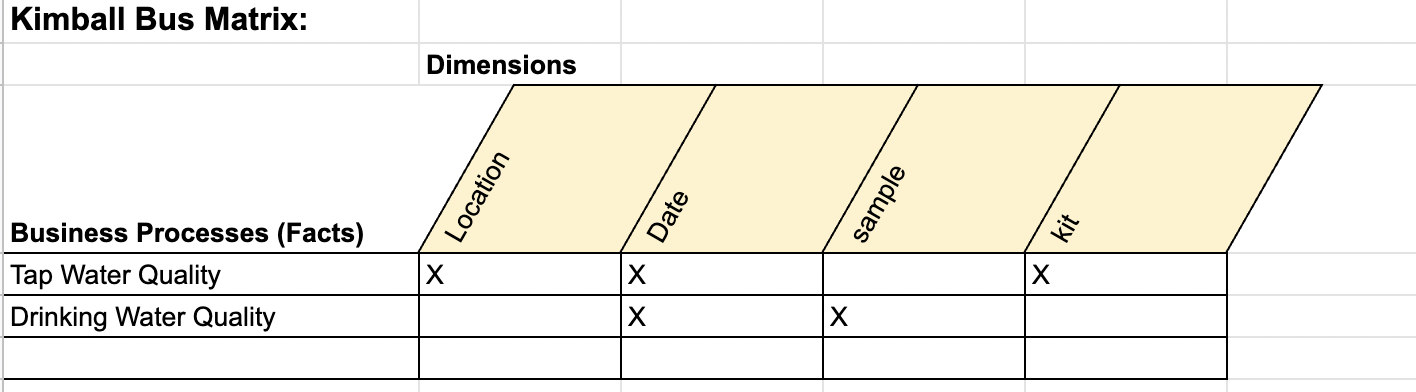 Kimball Bus Matrix:
Dimensions
Business Processes (Facts) Location Date sample kit
Tap Water Quality X X X
Drinking Water Quality X X